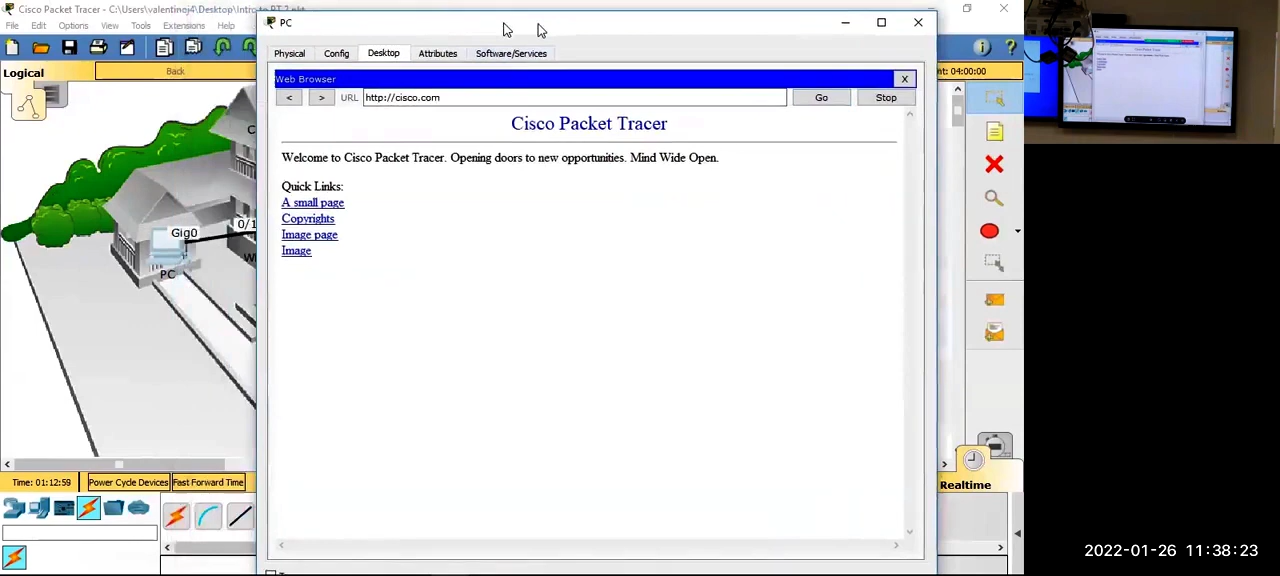 Cisco Packet Tracer - C:\Users\valentinoj4\Desktop\Intro to PT 2.pkt
File Edit Options View Tools Extensions Help
Logical
Back
nt: 04:00:00
Gig0
0/1
PC
PC
Physical Config Desktop Attributes Software/Services
Web Browser
X
< > URL http://cisco.com Go Stop
Cisco Packet Tracer
Welcome to Cisco Packet Tracer. Opening doors to new opportunities. Mind Wide Open.
Quick Links:
A small page
Copyrights
Image page
Image
Time: 01:12:59 Power Cycle Devices Fast Forward Time
Realtime
2022-01-26 11:38:23